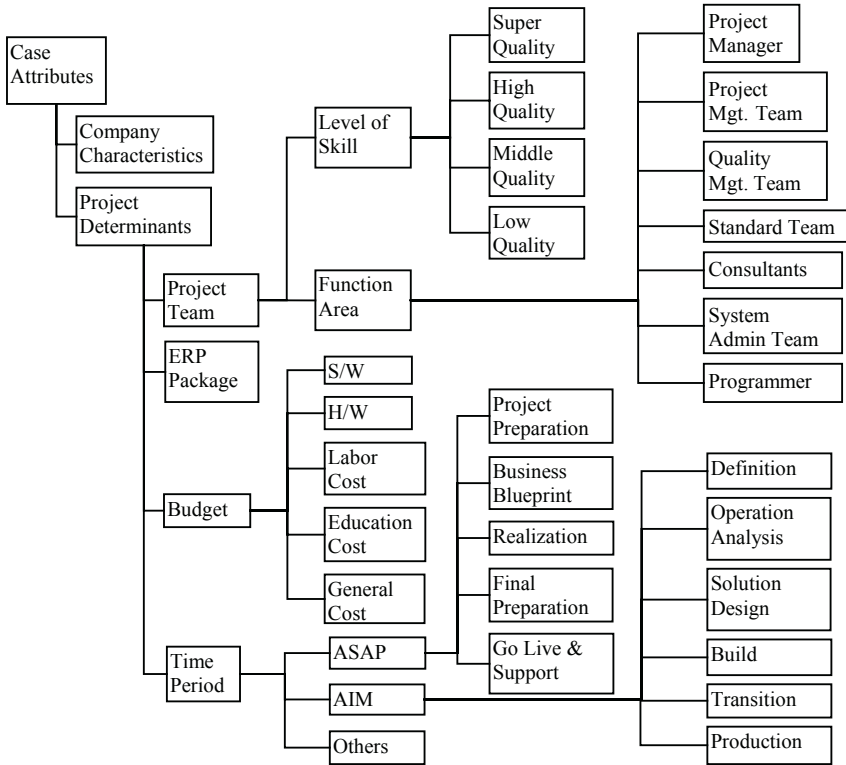 Case
Attributes
Company
Characteristics
Project
Determinants
Project
Team
ERP
Package
Budget
Time
Period
Level of
Skill
Function
Area
S/W
H/W
Labor
Cost
Education
Cost
General
Cost
ASAP
AIM
Others
Super
Quality
High
Quality
Middle
Quality
Low
Quality
Project
Preparation
Business
Blueprint
Realization
Final
Preparation
Go Live &
Support
Project
Manager
Project
Mgt. Team
Quality
Mgt. Team
Standard Team
Consultants
System
Admin Team
Programmer
Definition
Operation
Analysis
Solution
Design
Build
Transition
Production